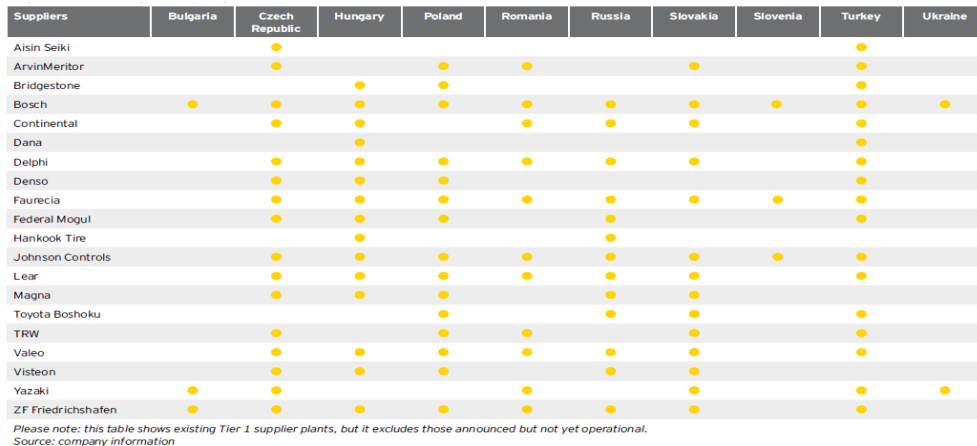 Suppliers Bulgaria Czech Republic Hungary Poland Romania Russia Slovakia Slovenia Turkey Ukraine
Aisin Seiki
ArvinMeritor
Bridgestone
Bosch
Continental
Dana
Delphi
Denso
Faurecia
Federal Mogul
Hankook Tire
Johnson Controls
Lear
Magna
Toyota Boshoku
TRW
Valeo
Visteon
Yazaki
ZF Friedrichshafen
Please note: this table shows existing Tier 1 supplier plants, but it excludes those announced but not yet operational.
Source: company information